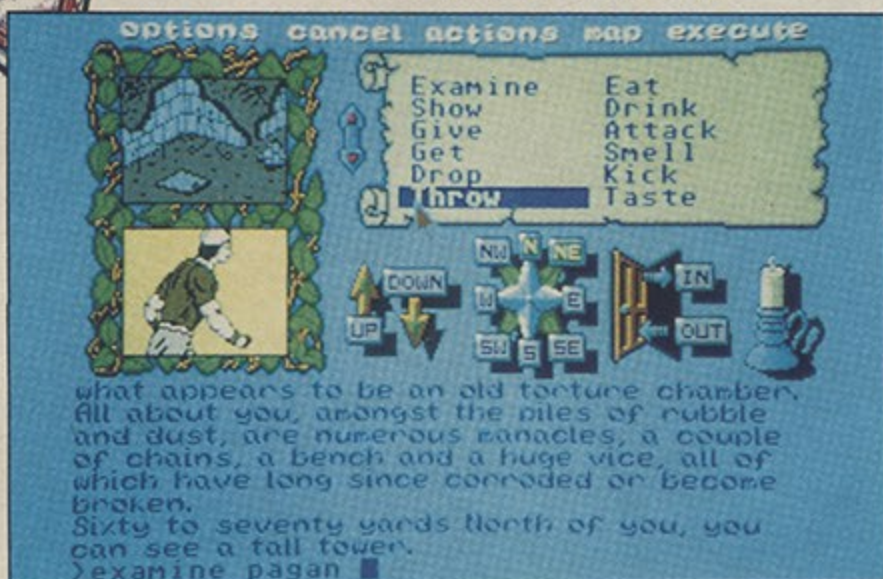 options cancel actions map execute
Examine Eat
Show Drink
Give Attack
Get Smell
Drop Kick
Throw Taste
NW N NE
DOWN
IN
W E
UP
OUT
SW S SE
what appears to be an old torture chamber.
All about you, amongst the piles of rubble
and dust, are numerous manacles, a couple
of chains, a bench and a huge vice, all of
which have long since corroded or become
broken.
Sixty to seventy yards North of you, you
can see a tall tower.
>examine pagan